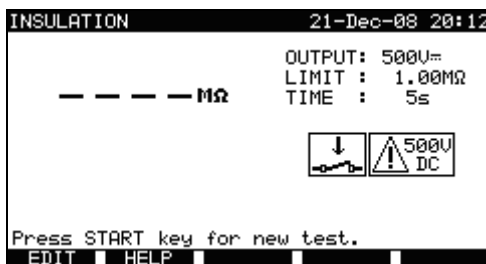 INSULATION 21-Dec-08 20:12
OUTPUT: 500V⎓
LIMIT : 1.00MΩ
– – – – MΩ
TIME : 5s
500V
DC
Press START key for new test.
EDIT HELP